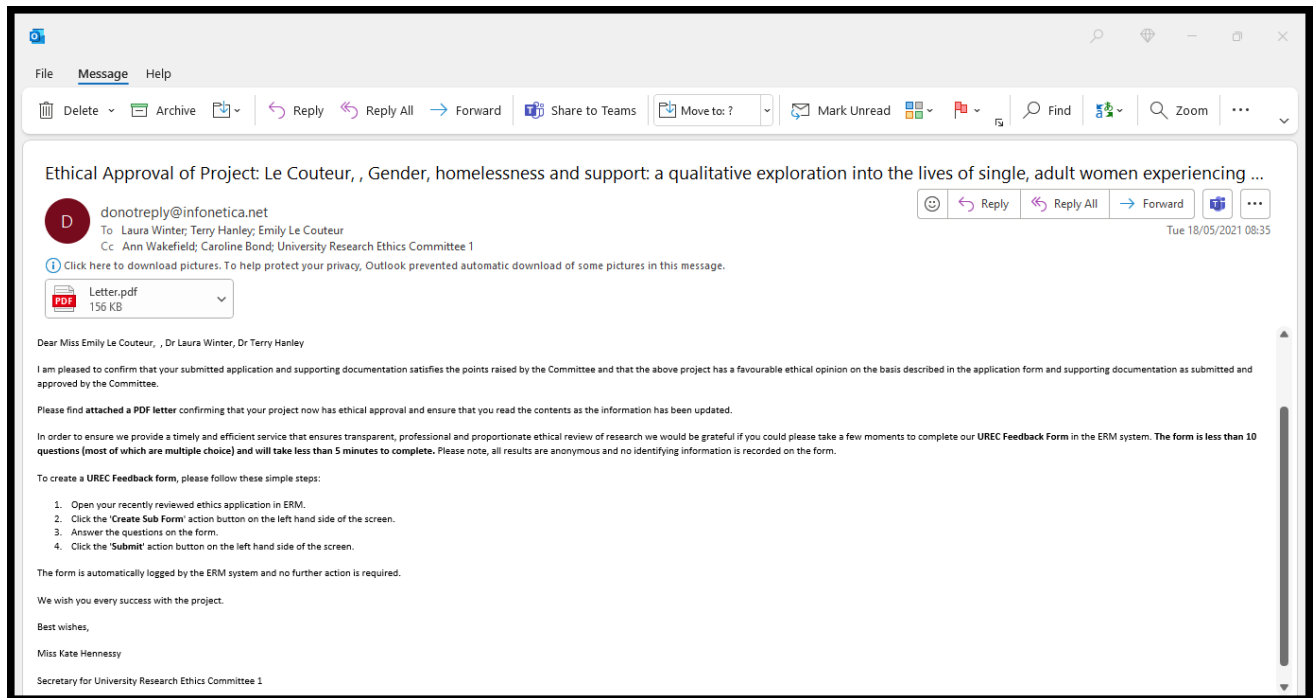 File Message Help
Delete Archive Reply Reply All Forward Share to Teams Move to: ? Mark Unread Find Zoom
Ethical Approval of Project: Le Couteur, , Gender, homelessness and support: a qualitative exploration into the lives of single, adult women experiencing ...
D
donotreply@infonetica.net
Reply Reply All Forward
To Laura Winter; Terry Hanley; Emily Le Couteur
Tue 18/05/2021 08:35
Cc Ann Wakefield; Caroline Bond; University Research Ethics Committee 1
Click here to download pictures. To help protect your privacy, Outlook prevented automatic download of some pictures in this message.
PDF
Letter.pdf
156 KB
Dear Miss Emily Le Couteur, , Dr Laura Winter, Dr Terry Hanley
I am pleased to confirm that your submitted application and supporting documentation satisfies the points raised by the Committee and that the above project has a favourable ethical opinion on the basis described in the application form and supporting documentation as submitted and
approved by the Committee.
Please find attached a PDF letter confirming that your project now has ethical approval and ensure that you read the contents as the information has been updated.
In order to ensure we provide a timely and efficient service that ensures transparent, professional and proportionate ethical review of research we would be grateful if you could please take a few moments to complete our UREC Feedback Form in the ERM system. The form is less than 10
questions (most of which are multiple choice) and will take less than 5 minutes to complete. Please note, all results are anonymous and no identifying information is recorded on the form.
To create a UREC Feedback form, please follow these simple steps:
1. Open your recently reviewed ethics application in ERM.
2. Click the 'Create Sub Form' action button on the left hand side of the screen.
3. Answer the questions on the form.
4. Click the 'Submit' action button on the left hand side of the screen.
The form is automatically logged by the ERM system and no further action is required.
We wish you every success with the project.
Best wishes,
Miss Kate Hennessy
Secretary for University Research Ethics Committee 1